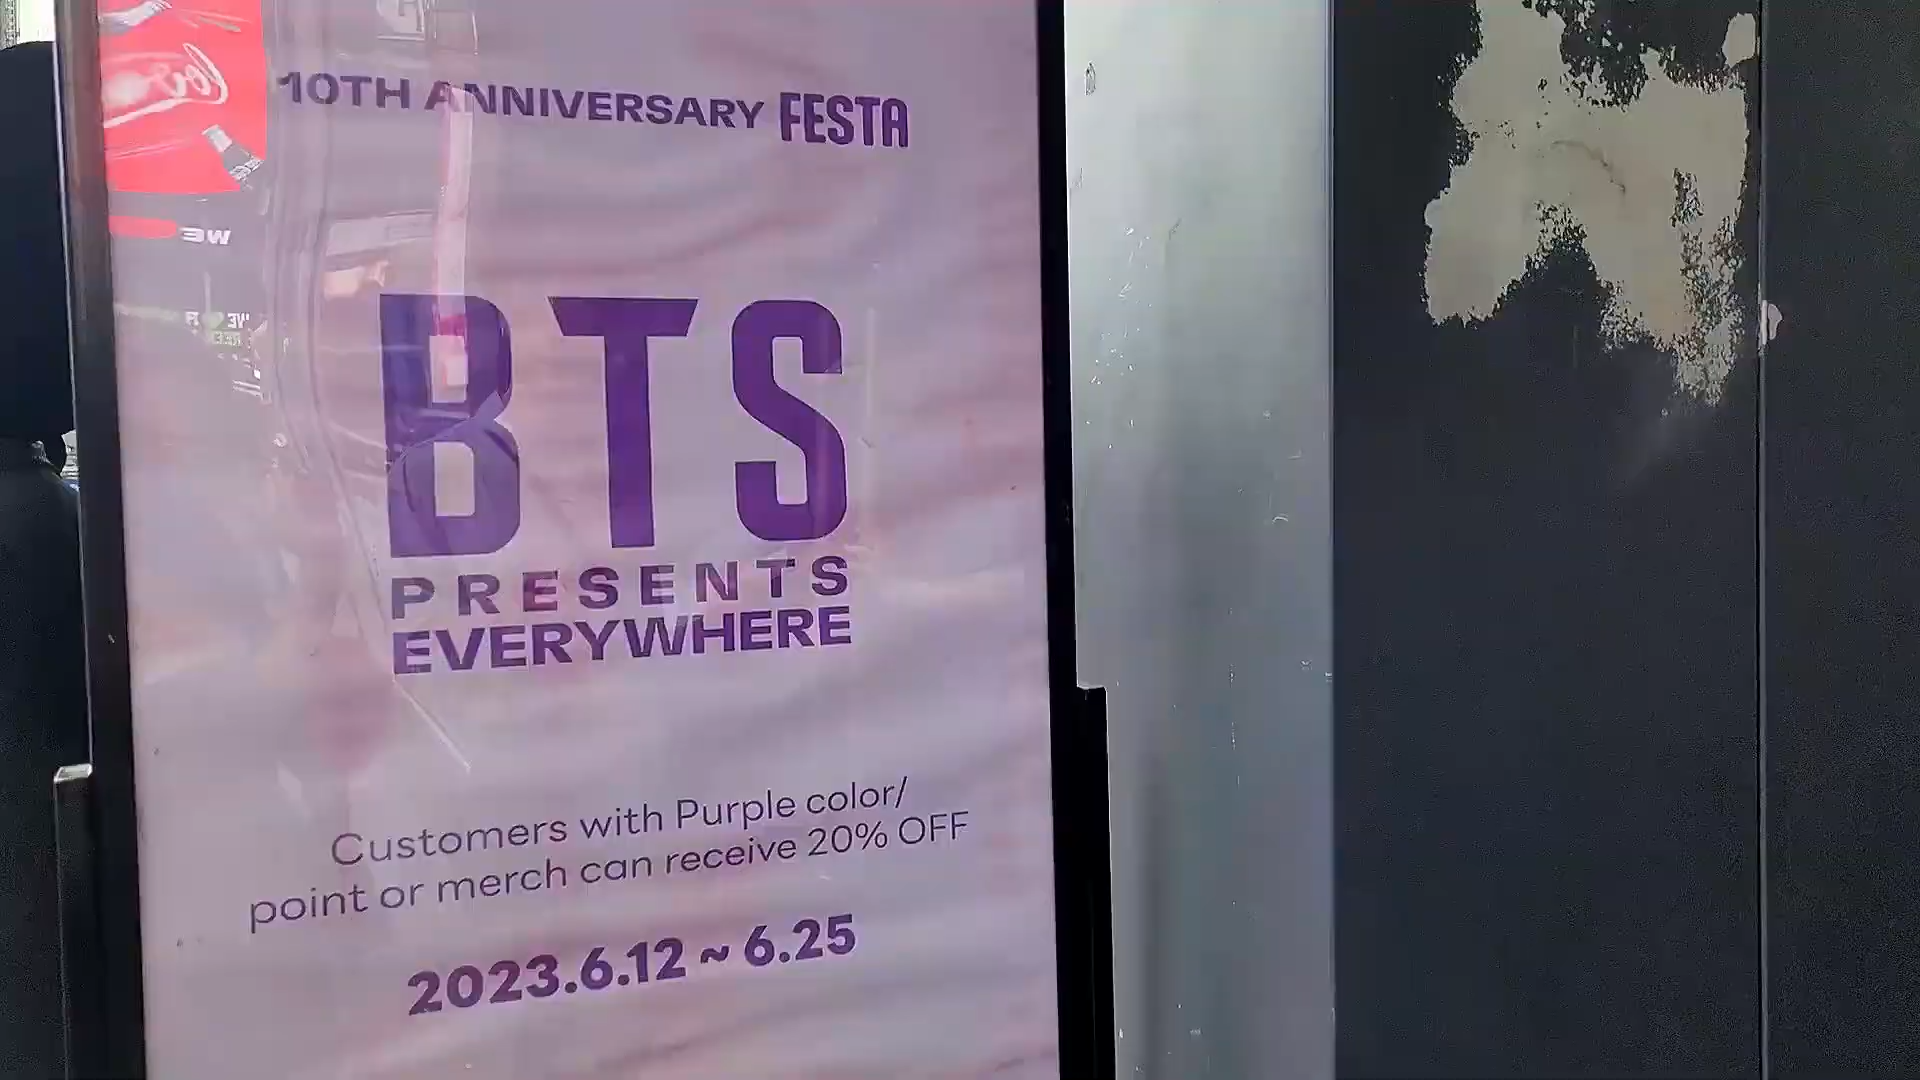 10TH ANNIVERSARY FESTA
BTS
PRESENTS
EVERYWHERE
Customers with Purple color/
point or merch can receive 20% OFF
2023.6.12 ~ 6.25
WE